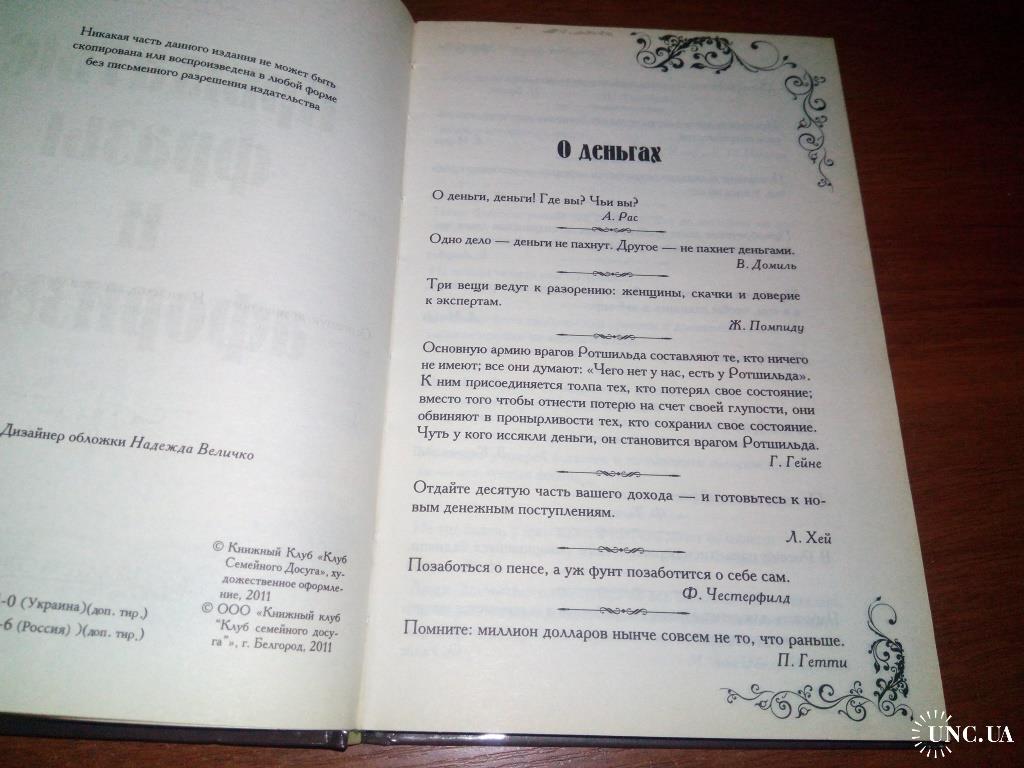 Никакая часть данного издания не может быть
скопирована или воспроизведена в любой форме
без письменного разрешения издательства
Дизайнер обложки Надежда Величко
© Книжный Клуб «Клуб
Семейного Досуга», ху-
дожественное оформле-
ние, 2011
© ООО «Книжный клуб
"Клуб семейного досу-
га"», г. Белгород, 2011
-0 (Украина)(доп. тир.)
-6 (Россия) )(доп. тир.)
О деньгах
О деньги, деньги! Где вы? Чьи вы?
А. Рас
Одно дело — деньги не пахнут. Другое — не пахнет деньгами.
В. Домиль
Три вещи ведут к разорению: женщины, скачки и доверие
к экспертам.
Ж. Помпиду
Основную армию врагов Ротшильда составляют те, кто ничего
не имеют; все они думают: «Чего нет у нас, есть у Ротшильда».
К ним присоединяется толпа тех, кто потерял свое состояние;
вместо того чтобы отнести потерю на счет своей глупости, они
обвиняют в пронырливости тех, кто сохранил свое состояние.
Чуть у кого иссякли деньги, он становится врагом Ротшильда.
Г. Гейне
Отдайте десятую часть вашего дохода — и готовьтесь к но-
вым денежным поступлениям.
Л. Хей
Позаботься о пенсе, а уж фунт позаботится о себе сам.
Ф. Честерфилд
Помните: миллион долларов нынче совсем не то, что раньше.
П. Гетти
UNC.UA